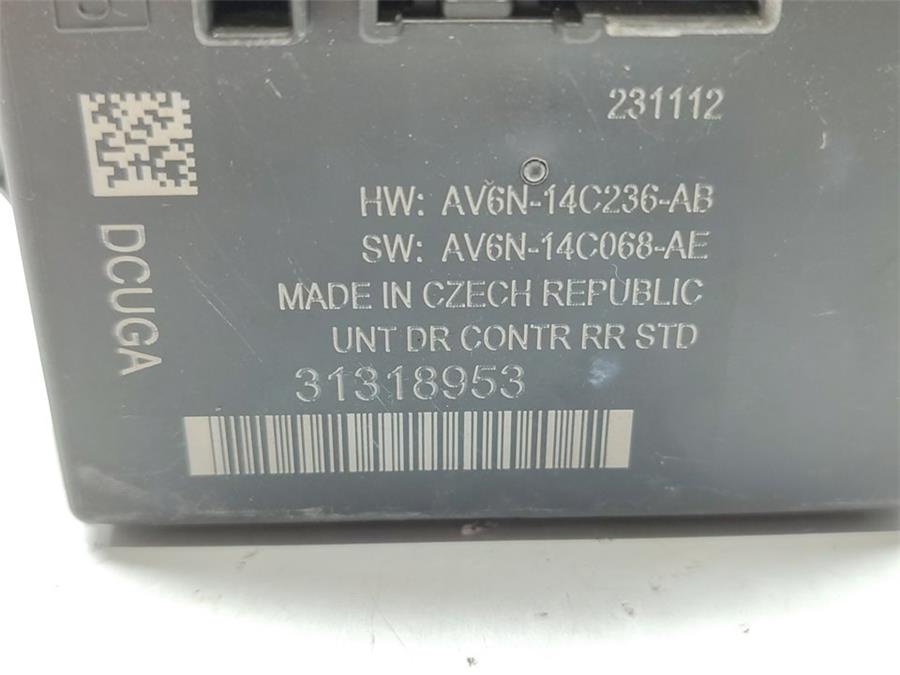 231112
HW: AV6N-14C236-AB
SW: AV6N-14C068-AE
MADE IN CZECH REPUBLIC
UNT DR CONTR RR STD
31318953
DCUGA